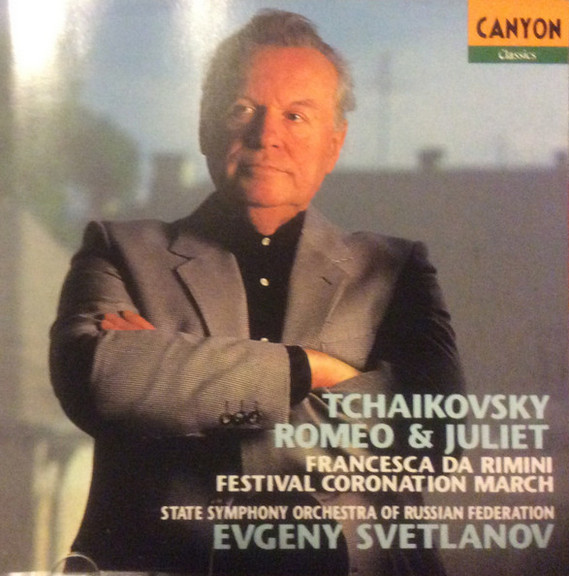 CANYON
Classics
TCHAIKOVSKY
ROMEO & JULIET
FRANCESCA DA RIMINI
FESTIVAL CORONATION MARCH
STATE SYMPHONY ORCHESTRA OF RUSSIAN FEDERATION
EVGENY SVETLANOV